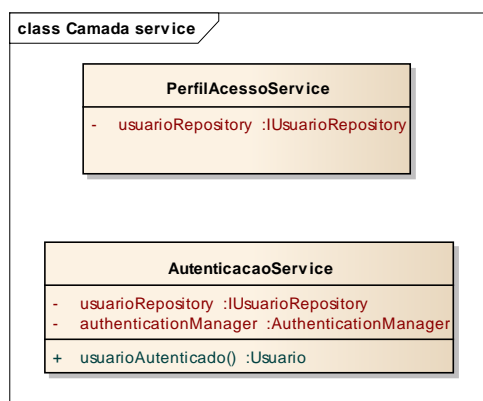 class Camada service
PerfilAcessoService
- usuarioRepository :IUsuarioRepository
AutenticacaoService
- usuarioRepository :IUsuarioRepository
- authenticationManager :AuthenticationManager
+ usuarioAutenticado() :Usuario